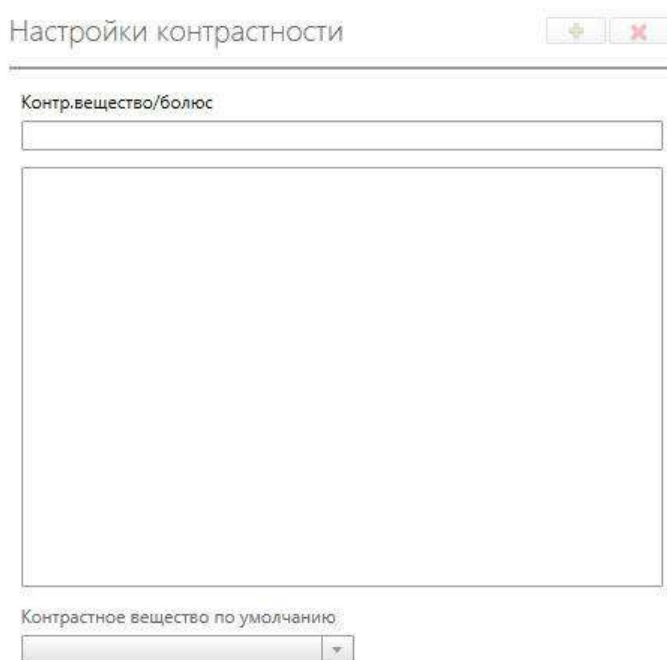 Настройки контрастности
Контр.вещество/болюс
Контрастное вещество по умолчанию